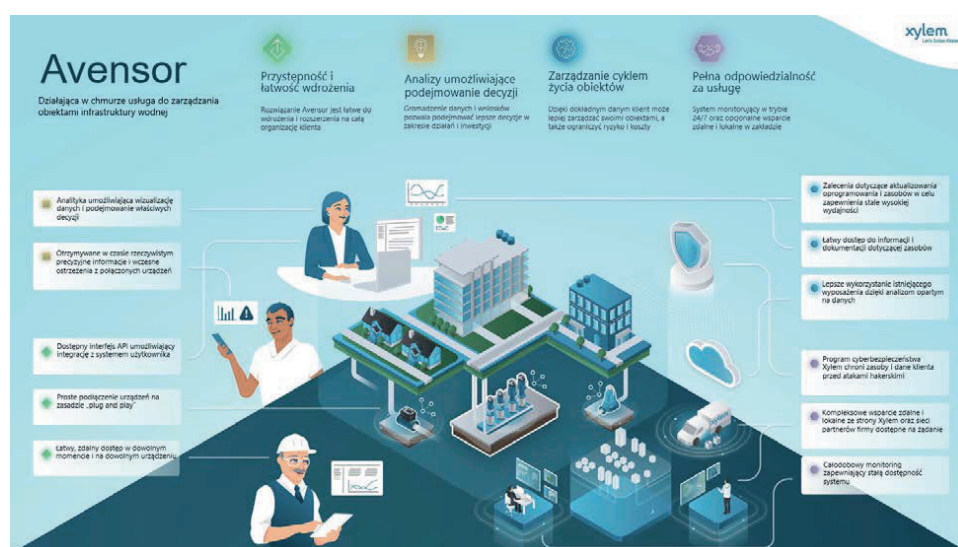 xylem
Let's Solve Water
Avensor
Działająca w chmurze usługa do zarządzania
obiektami infrastruktury wodnej
Przystępność i
łatwość wdrożenia
Rozwiązanie Avensor jest łatwe do
wdrożenia i rozszerzenia na całą
organizację klienta
Analizy umożliwiające
podejmowanie decyzji
Gromadzenie danych i wniosków
pozwala podejmować lepsze decyzje w
zakresie działań i inwestycji
Zarządzanie cyklem
życia obiektów
Dzięki dokładnym danym klient może
lepiej zarządzać swoimi obiektami, a
także ograniczyć ryzyko i koszty
Pełna odpowiedzialność
za usługę
System monitorujący w trybie
24/7 oraz opcjonalne wsparcie
zdalne i lokalne w zakładzie
Analityka umożliwiająca wizualizację
danych i podejmowanie właściwych
decyzji
Otrzymywane w czasie rzeczywistym
precyzyjne informacje i wczesne
ostrzeżenia z połączonych urządzeń
Dostępny interfejs API umożliwiający
integrację z systemem użytkownika
Proste podłączenie urządzeń na
zasadzie „plug and play"
Łatwy, zdalny dostęp w dowolnym
momencie i na dowolnym urządzeniu
Zalecenia dotyczące aktualizowania
oprogramowania i zasobów w celu
zapewnienia stale wysokiej
wydajności
Łatwy dostęp do informacji i
dokumentacji dotyczącej zasobów
Lepsze wykorzystanie istniejącego
wyposażenia dzięki analizom opartym
na danych
Program cyberbezpieczeństwa
Xylem chroni zasoby i dane klienta
przed atakami hakerskimi
Kompleksowe wsparcie zdalne i
lokalne ze strony Xylem oraz sieci
partnerów firmy dostępne na żądanie
Całodobowy monitoring
zapewniający stałą dostępność
systemu